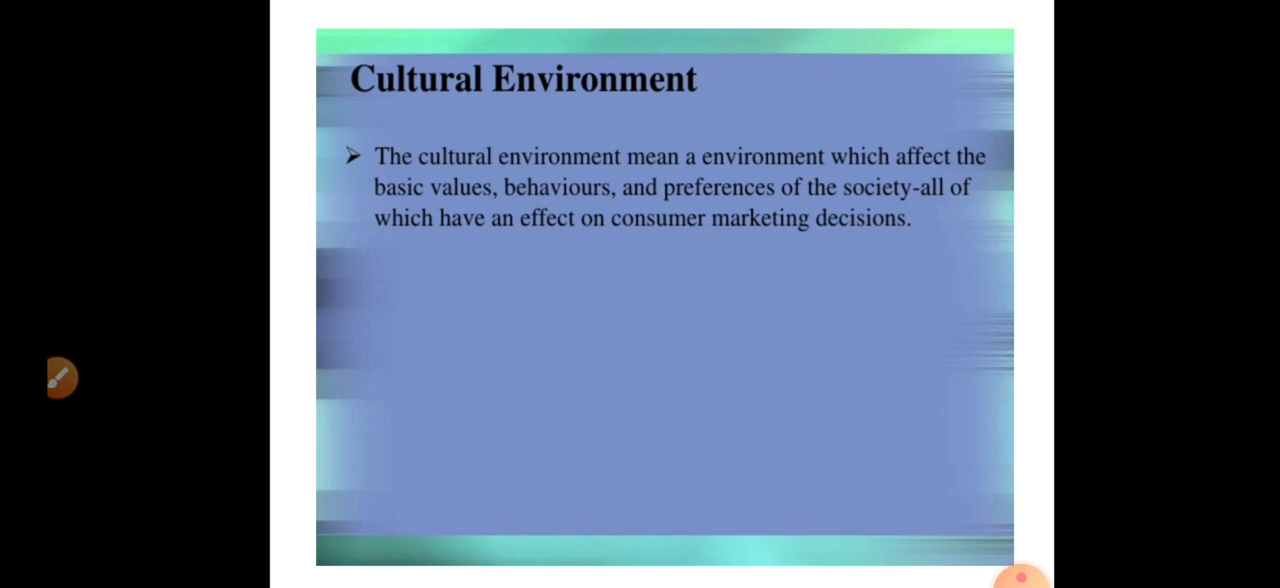 Cultural Environment
➢ The cultural environment mean a environment which affect the
basic values, behaviours, and preferences of the society-all of
which have an effect on consumer marketing decisions.